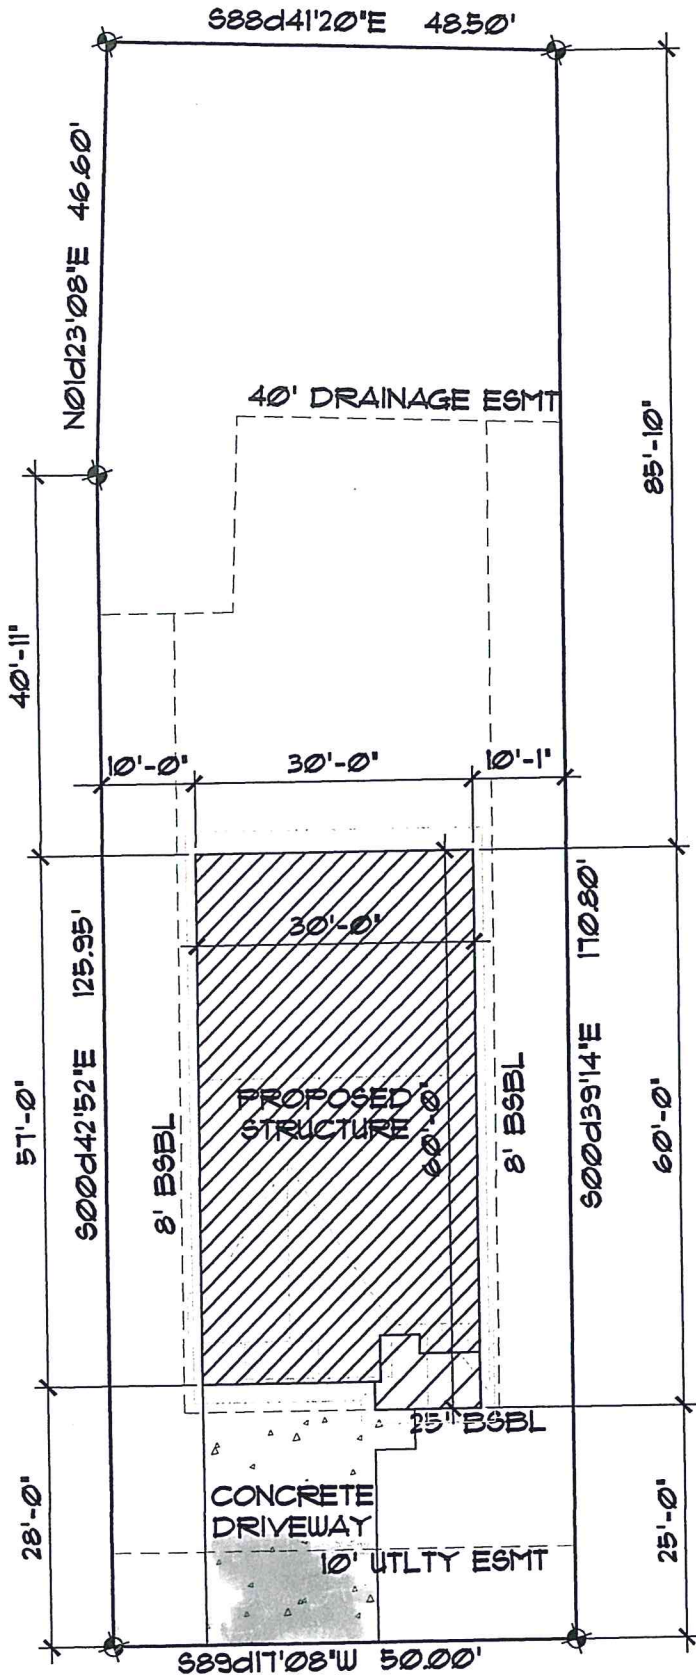 S88d41'20"E 48.50'
N01d23'08"E 46.60'
40' DRAINAGE ESMT
85'-10"
40'-11"
10'-0"
30'-0"
10'-1"
30'-0"
S00d42'52"E 125.95'
170.80'
57'-0"
PROPOSED
STRUCTURE
60'-0"
8' BSBL
8' BSBL
S00d39'14"E
60'-0"
25' BSBL
28'-0"
CONCRETE
DRIVEWAY
10' UTLTY ESMT
25'-0"
S89d17'08"W 50.00'